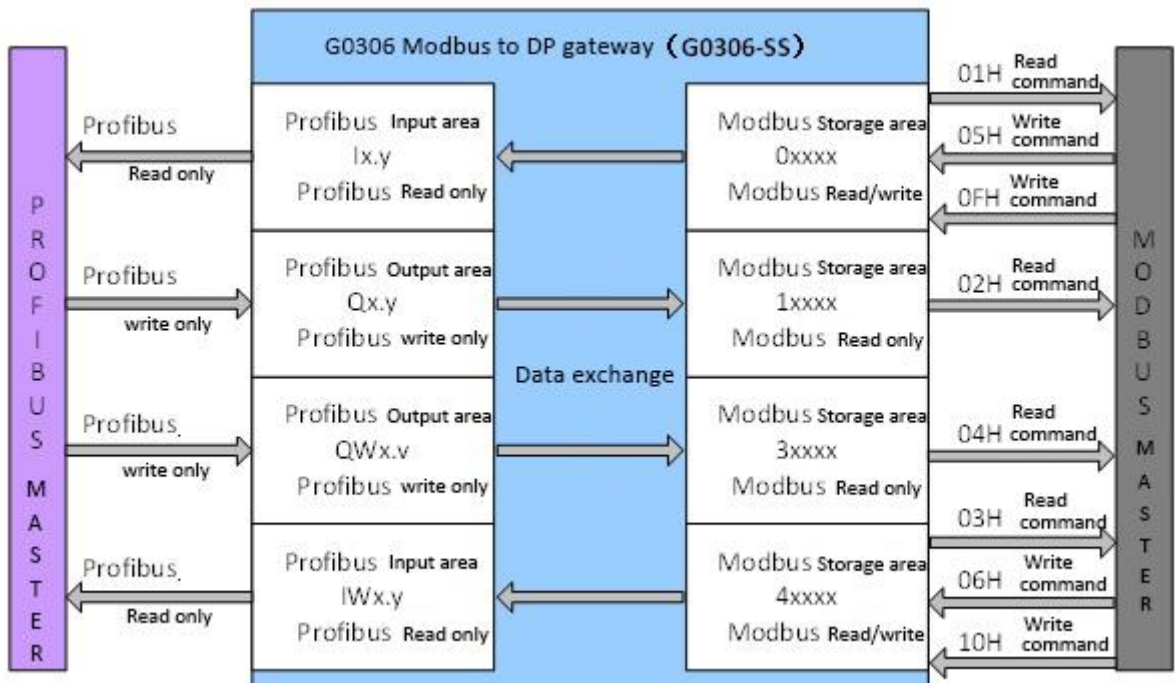 G0306 Modbus to DP gateway (G0306-SS)
PROFIBUS MASTER
Profibus
Read only
Profibus Input area
Ix.y
Profibus Read only
Modbus Storage area
0xxxx
Modbus Read/write
01H Read command
05H Write command
0FH Write command
Profibus
write only
Profibus Output area
Qx.y
Profibus write only
Modbus Storage area
1xxxx
Modbus Read only
02H Read command
Data exchange
Profibus.
write only
Profibus Output area
QWx.v
Profibus write only
Modbus Storage area
3xxxx
Modbus Read only
04H Read command
Profibus.
Read only
Profibus Input area
IWx.y
Profibus Read only
Modbus Storage area
4xxxx
Modbus Read/write
03H Read command
06H Write command
10H Write command
MODBUS MASTER